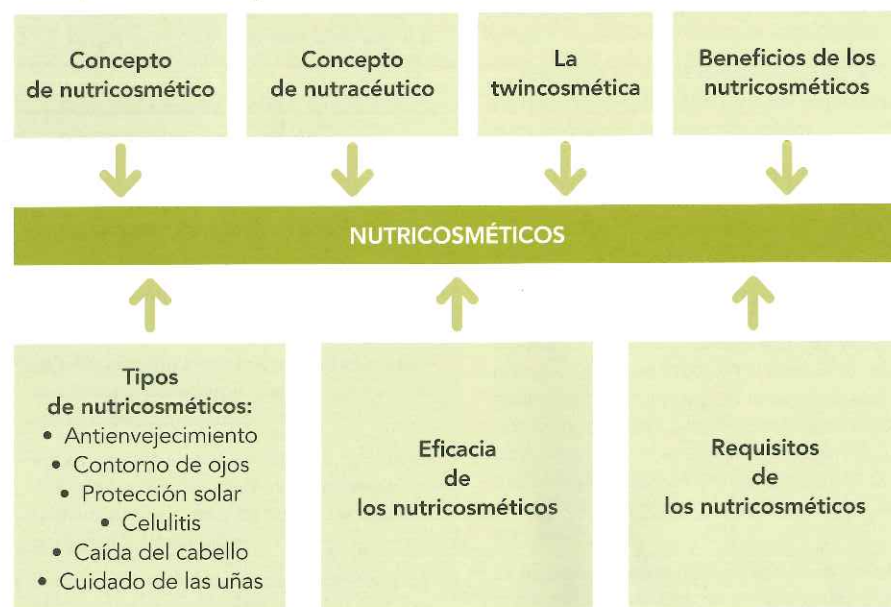 Concepto
de nutricosmético
Concepto
de nutracéutico
La
twincosmética
Beneficios de los
nutricosméticos
NUTRICOSMÉTICOS
Tipos
de nutricosméticos:
• Antienvejecimiento
• Contorno de ojos
• Protección solar
• Celulitis
• Caída del cabello
• Cuidado de las uñas
Eficacia
de
los nutricosméticos
Requisitos
de
los nutricosméticos